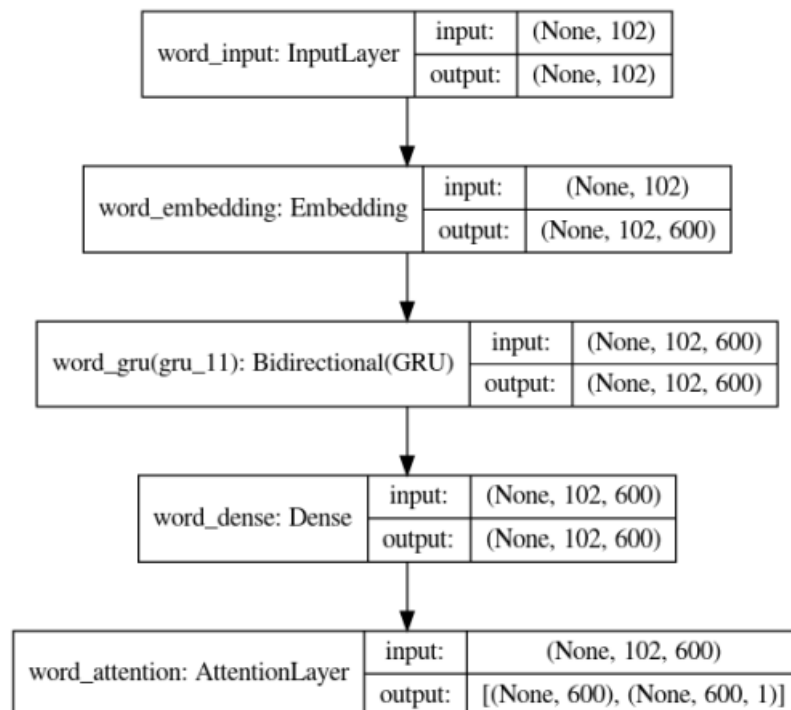 word_input: InputLayer
input: (None, 102)
output: (None, 102)
word_embedding: Embedding
input: (None, 102)
output: (None, 102, 600)
word_gru(gru_11): Bidirectional(GRU)
input: (None, 102, 600)
output: (None, 102, 600)
word_dense: Dense
input: (None, 102, 600)
output: (None, 102, 600)
word_attention: AttentionLayer
input: (None, 102, 600)
output: [(None, 600), (None, 600, 1)]